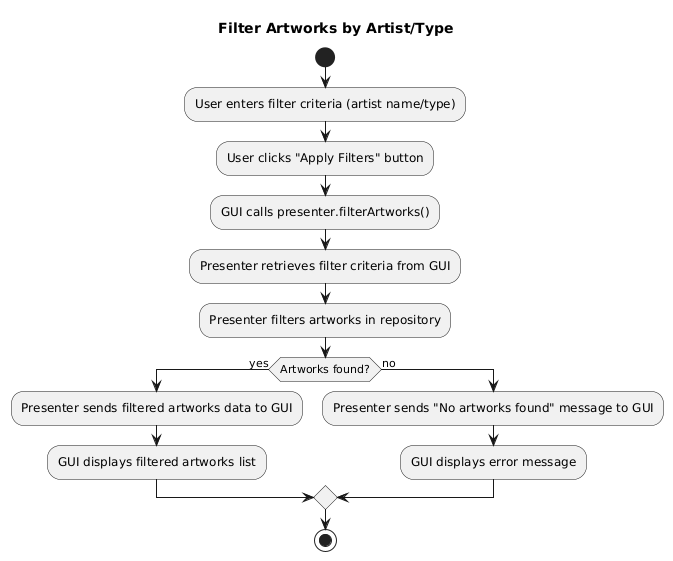 Filter Artworks by Artist/Type
User enters filter criteria (artist name/type)
User clicks "Apply Filters" button
GUI calls presenter.filterArtworks()
Presenter retrieves filter criteria from GUI
Presenter filters artworks in repository
yes
Artworks found?
no
Presenter sends filtered artworks data to GUI
Presenter sends "No artworks found" message to GUI
GUI displays filtered artworks list
GUI displays error message